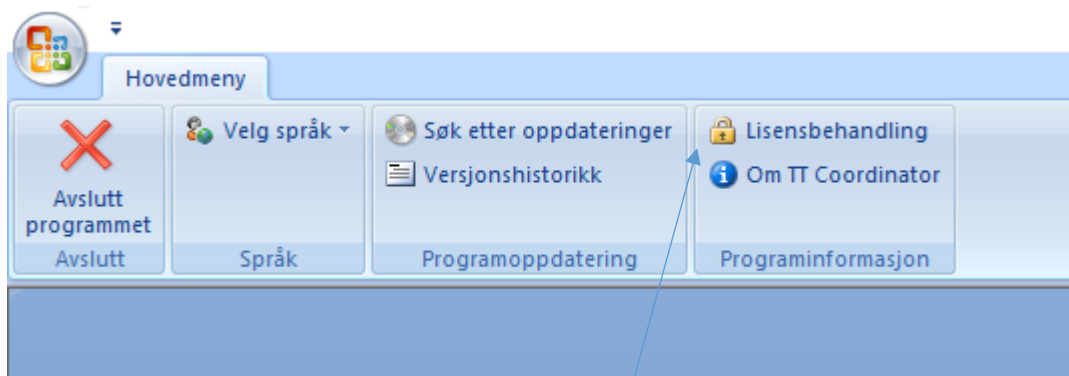 Hovedmeny
Avslutt
programmet
Avslutt
Velg språk
Språk
Søk etter oppdateringer
Versjonshistorikk
Programoppdatering
Lisensbehandling
Om TT Coordinator
Programinformasjon